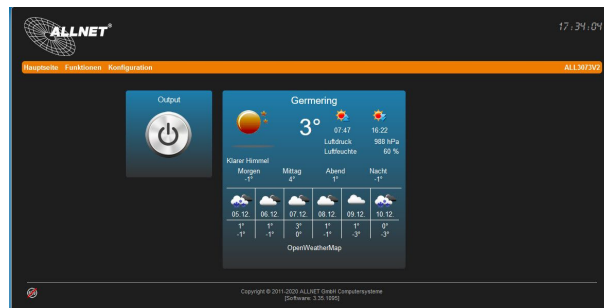 ALLNET®
17:34:04
Hauptseite Funktionen Konfiguration ALL3073V2
Output
Germering
3°
07:47 16:22
Luftdruck 988 hPa
Luftfeuchte 60 %
Klarer Himmel
Morgen Mittag Abend Nacht
-1° 4° 1° -1°
05.12. 06.12. 07.12. 08.12. 09.12. 10.12.
1° 1° 3° 1° 1° 0°
-1° -1° 0° -1° -3° -3°
OpenWeatherMap
Copyright © 2011-2020 ALLNET GmbH Computersysteme
[Software: 3.35.1095]